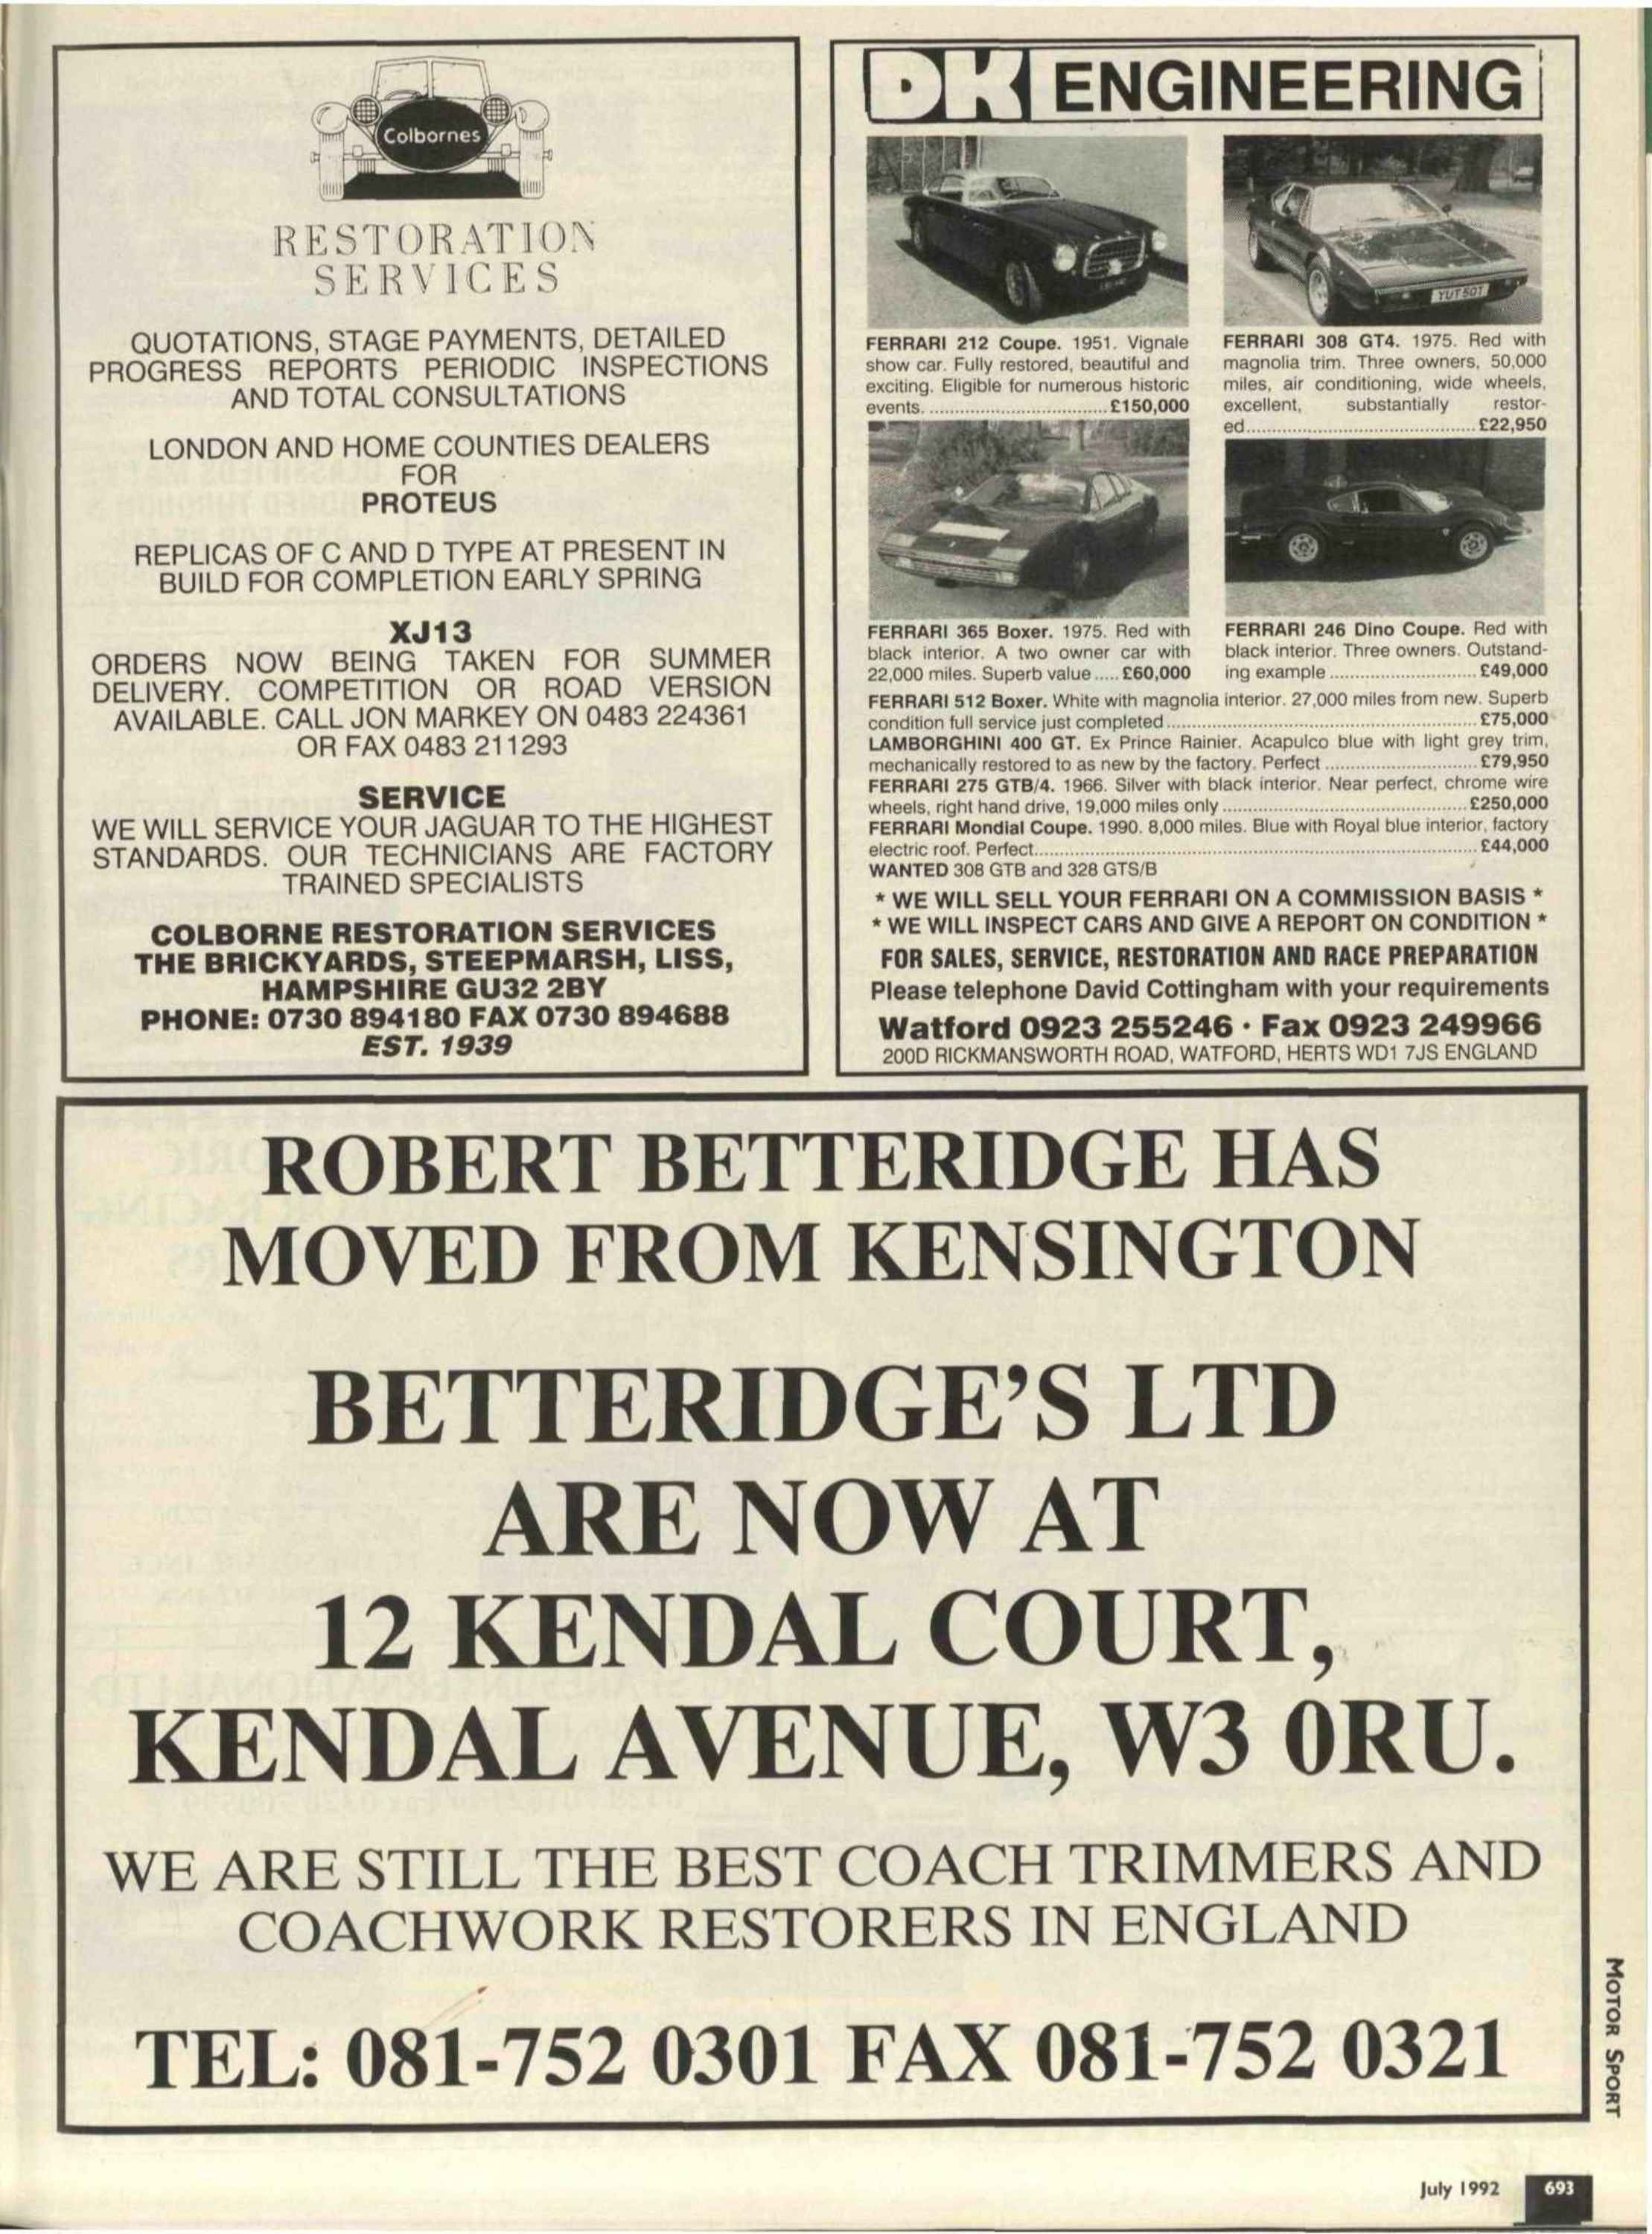 Colbornes
RESTORATION
SERVICES
QUOTATIONS, STAGE PAYMENTS, DETAILED
PROGRESS REPORTS PERIODIC INSPECTIONS
AND TOTAL CONSULTATIONS
LONDON AND HOME COUNTIES DEALERS
FOR
PROTEUS
REPLICAS OF C AND D TYPE AT PRESENT IN
BUILD FOR COMPLETION EARLY SPRING
XJ13
ORDERS NOW BEING TAKEN FOR SUMMER
DELIVERY. COMPETITION OR ROAD VERSION
AVAILABLE. CALL JON MARKEY ON 0483 224361
OR FAX 0483 211293
SERVICE
WE WILL SERVICE YOUR JAGUAR TO THE HIGHEST
STANDARDS. OUR TECHNICIANS ARE FACTORY
TRAINED SPECIALISTS
COLBORNE RESTORATION SERVICES
THE BRICKYARDS, STEEPMARSH, LISS,
HAMPSHIRE GU32 2BY
PHONE: 0730 894180 FAX 0730 894688
EST. 1939
DK ENGINEERING
YUT 50T
FERRARI 212 Coupe. 1951. Vignale
show car. Fully restored, beautiful and
exciting. Eligible for numerous historic
events. .................................. £150,000
FERRARI 308 GT4. 1975. Red with
magnolia trim. Three owners, 50,000
miles, air conditioning, wide wheels,
excellent, substantially restor-
ed.......................................... £22,950
FERRARI 365 Boxer. 1975. Red with
black interior. A two owner car with
22,000 miles. Superb value ..... £60,000
FERRARI 246 Dino Coupe. Red with
black interior. Three owners. Outstand-
ing example ........................... £49,000
FERRARI 512 Boxer. White with magnolia interior. 27,000 miles from new. Superb
condition full service just completed ......................................................... £75,000
LAMBORGHINI 400 GT. Ex Prince Rainier. Acapulco blue with light grey trim,
mechanically restored to as new by the factory. Perfect ............................ £79,950
FERRARI 275 GTB/4. 1966. Silver with black interior. Near perfect, chrome wire
wheels, right hand drive, 19,000 miles only ............................................. £250,000
FERRARI Mondial Coupe. 1990. 8,000 miles. Blue with Royal blue interior, factory
electric roof. Perfect.................................................................................. £44,000
WANTED 308 GTB and 328 GTS/B
* WE WILL SELL YOUR FERRARI ON A COMMISSION BASIS *
* WE WILL INSPECT CARS AND GIVE A REPORT ON CONDITION *
FOR SALES, SERVICE, RESTORATION AND RACE PREPARATION
Please telephone David Cottingham with your requirements
Watford 0923 255246 · Fax 0923 249966
200D RICKMANSWORTH ROAD, WATFORD, HERTS WD1 7JS ENGLAND
ROBERT BETTERIDGE HAS
MOVED FROM KENSINGTON
BETTERIDGE'S LTD
ARE NOW AT
12 KENDAL COURT,
KENDAL AVENUE, W3 0RU.
WE ARE STILL THE BEST COACH TRIMMERS AND
COACHWORK RESTORERS IN ENGLAND
TEL: 081-752 0301 FAX 081-752 0321
MOTOR SPORT
July 1992 693